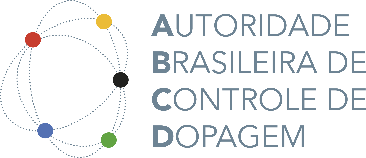 AUTORIDADE
BRASILEIRA DE
CONTROLE DE
DOPAGEM